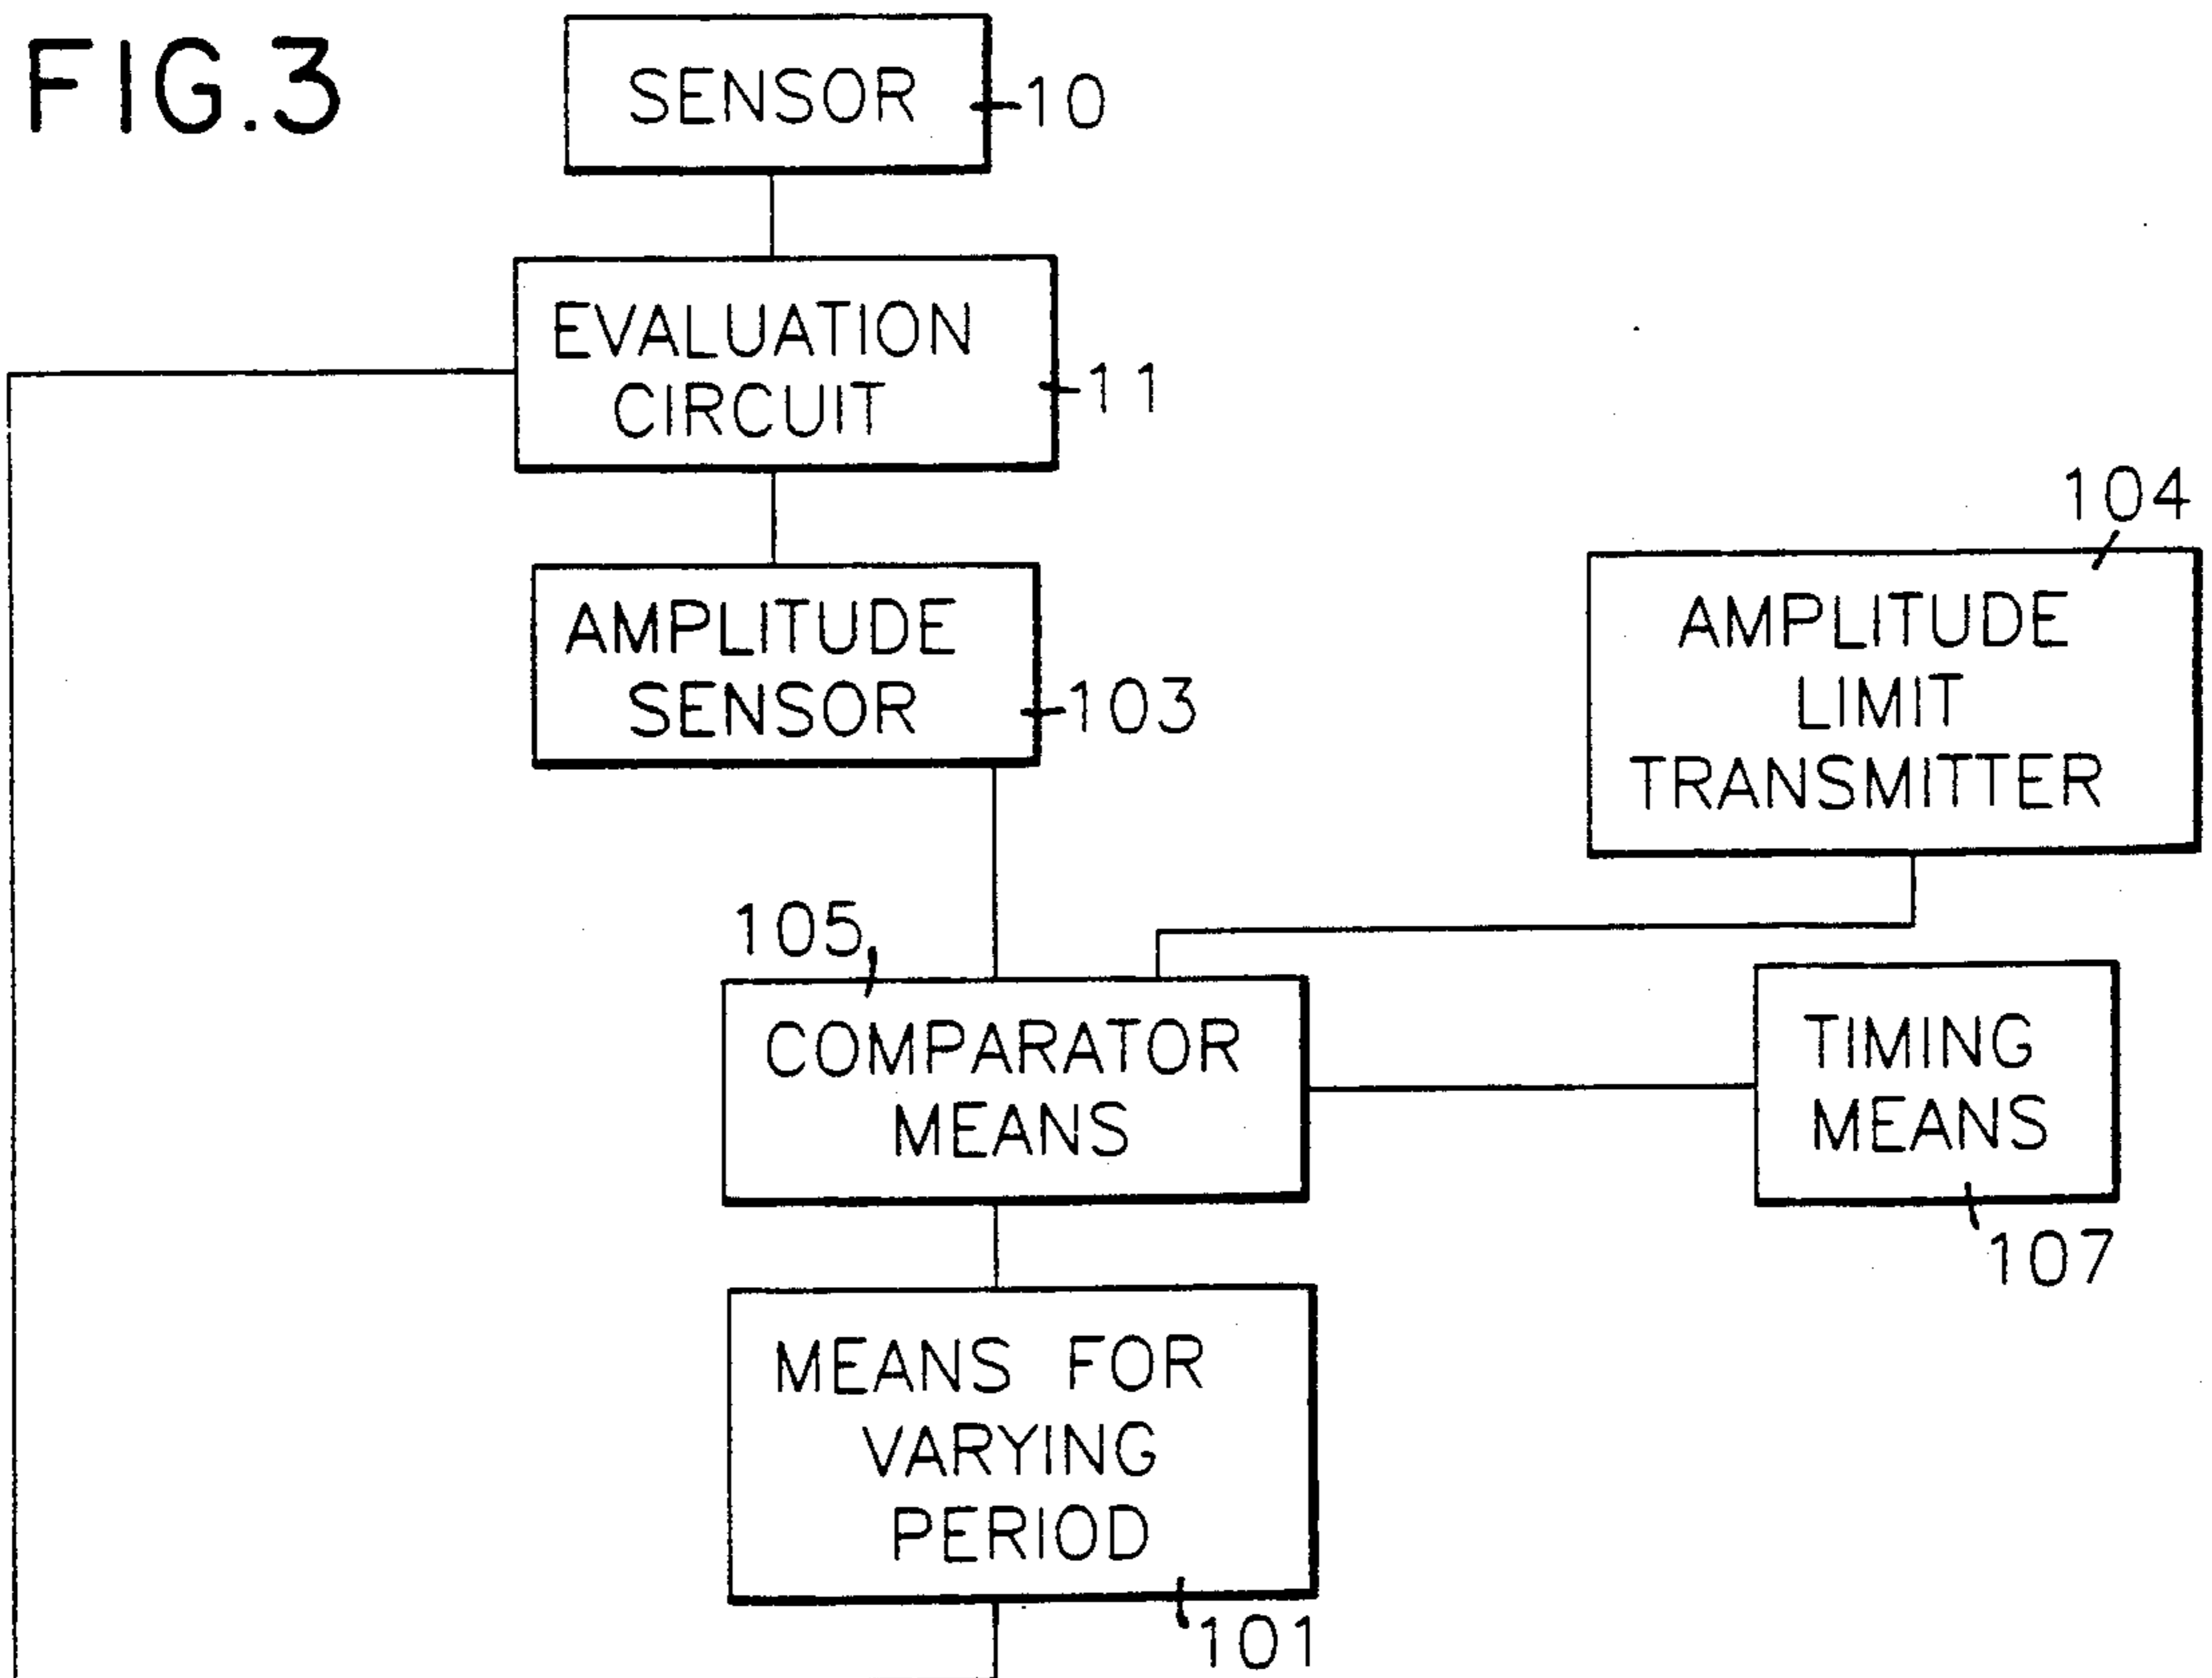 FIG.3
SENSOR
10
EVALUATION
CIRCUIT
11
AMPLITUDE
SENSOR
103
104
AMPLITUDE
LIMIT
TRANSMITTER
105
COMPARATOR
MEANS
TIMING
MEANS
107
MEANS FOR
VARYING
PERIOD
101